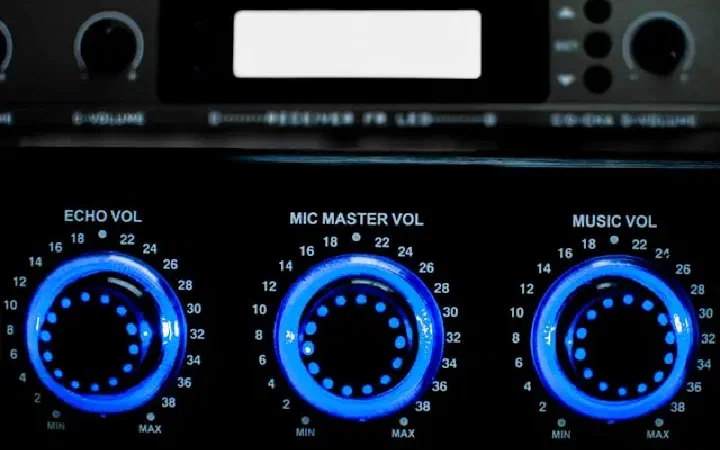 RECEIVER FR LED
ECHO VOL
MIC MASTER VOL
MUSIC VOL
2 4 6 8 10 12 14 16 18 22 24 26 28 30 32 34 36 38
MIN MAX
2 4 6 8 10 12 14 16 18 22 24 26 28 30 32 34 36 38
MIN MAX
2 4 6 8 10 12 14 16 18 22 24 26 28 30 32 34 36 38
MIN MAX